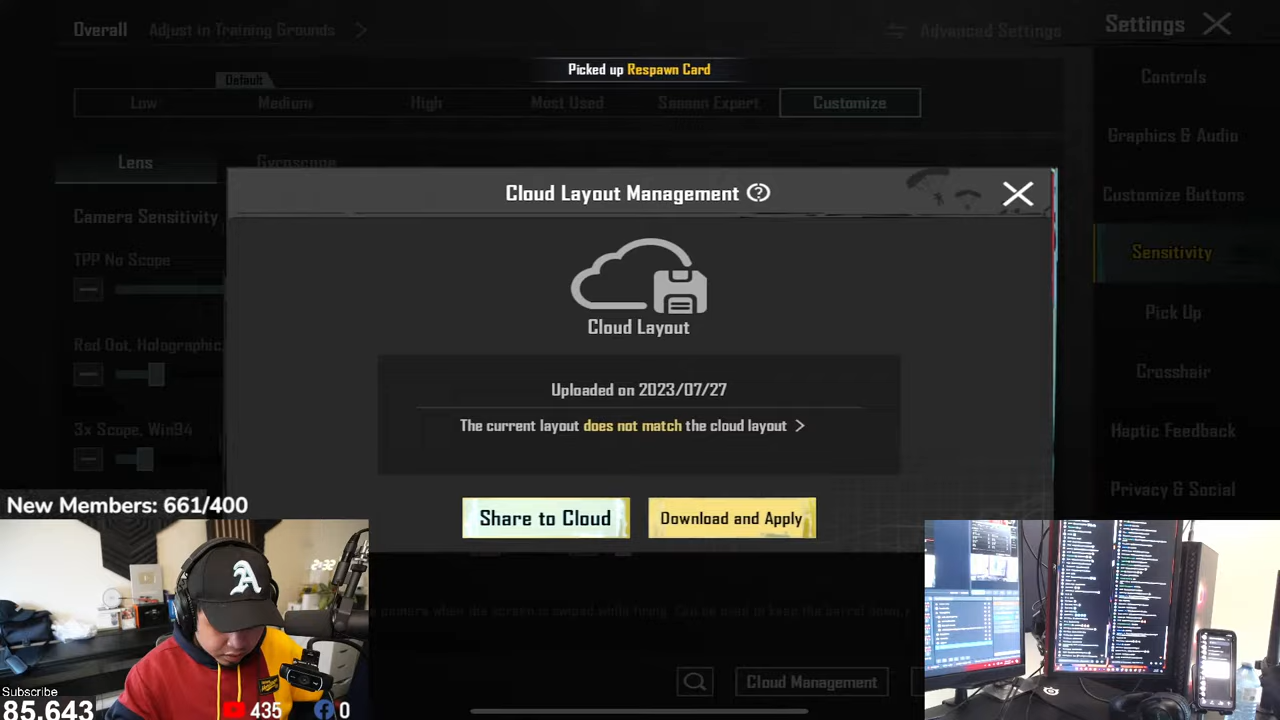 Overall Adjust in Training Grounds
Advanced Settings
Settings
Picked up Respawn Card
Default
Low Medium High Most Used Customize
Lens Gyroscope
Camera Sensitivity
TPP No Scope
Red Dot, Holographic,
3x Scope, Win94
Controls
Graphics & Audio
Customize Buttons
Sensitivity
Pick Up
Crosshair
Haptic Feedback
Privacy & Social
Cloud Layout Management ?
Cloud Layout
Uploaded on 2023/07/27
The current layout does not match the cloud layout >
Share to Cloud
Download and Apply
New Members: 661/400
A
Subscribe
85,643
435
0
Cloud Management